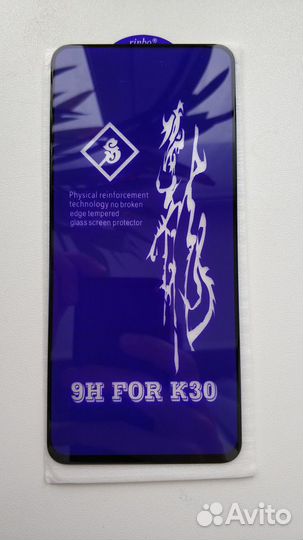 rinbo®
Physical reinforcement
technology no broken
edge tempered
glass screen protector
9H FOR K30
Avito